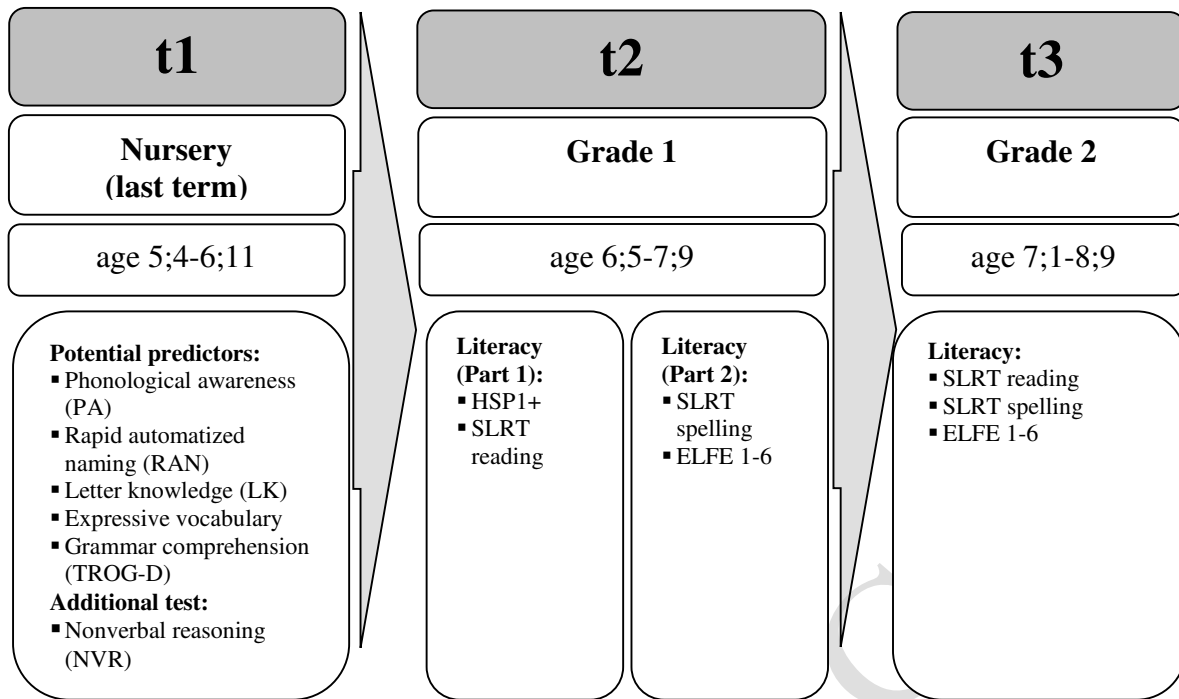 t1
Nursery
(last term)
age 5;4-6;11
Potential predictors:
▪ Phonological awareness
(PA)
▪ Rapid automatized
naming (RAN)
▪ Letter knowledge (LK)
▪ Expressive vocabulary
▪ Grammar comprehension
(TROG-D)
Additional test:
▪ Nonverbal reasoning
(NVR)
t2
Grade 1
age 6;5-7;9
Literacy
(Part 1):
▪ HSP1+
▪ SLRT
reading
Literacy
(Part 2):
▪ SLRT
spelling
▪ ELFE 1-6
t3
Grade 2
age 7;1-8;9
Literacy:
▪ SLRT reading
▪ SLRT spelling
▪ ELFE 1-6